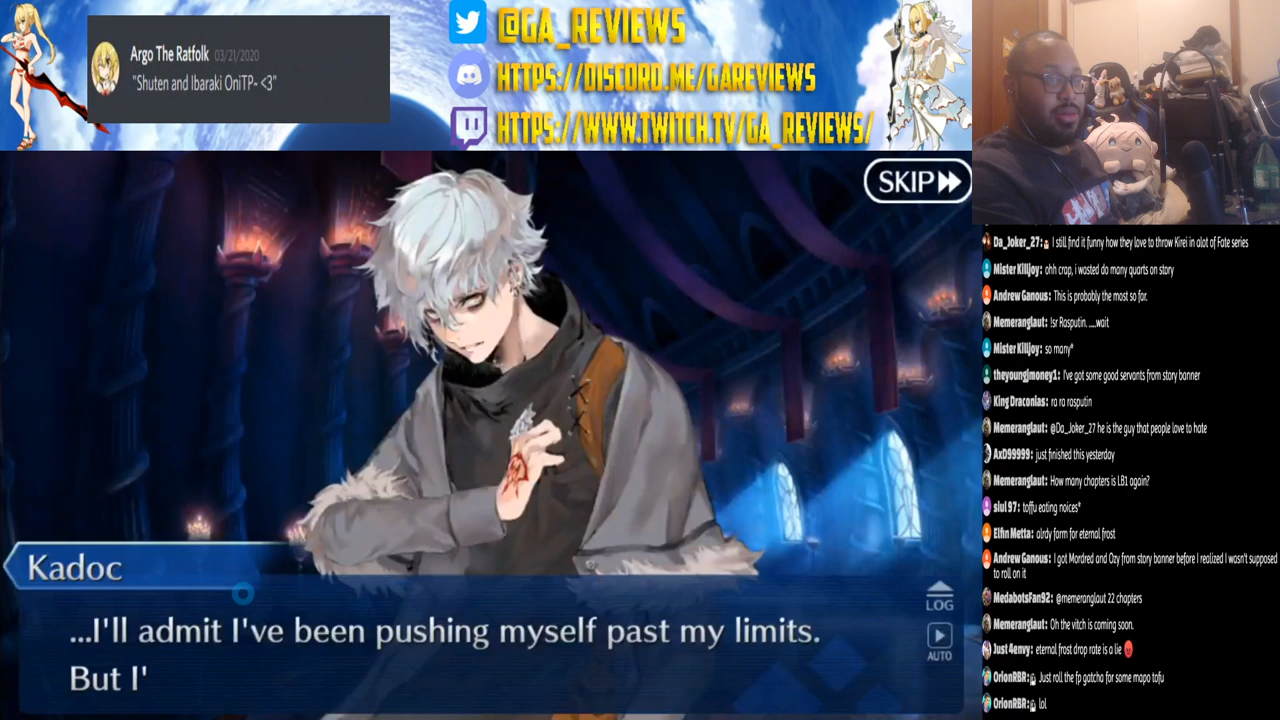 Argo The Ratfolk 03/21/2020
"Shuten and Ibaraki OniTP~ <3"
@GA_REVIEWS
HTTPS://DISCORD.ME/GAREVIEWS
HTTPS://WWW.TWITCH.TV/GA_REVIEWS/
SKIP
Da_Joker_27: I still find it funny how they love to throw Kirei in alot of Fate series
Mister Killjoy: ohh crap, i wasted do many quarts on story
Andrew Ganous: This is probably the most so far.
Memeranglaut: !sr Rasputin. ....wait
Mister Killjoy: so many*
theyoungjmoney1: I've got some good servants from story banner
King Draconias: ra ra rasputin
Memeranglaut: @Da_Joker_27 he is the guy that people love to hate
AxD99999: just finished this yesterday
Memeranglaut: How many chapters is LB1 again?
siul97: toffu eating noices*
Elfin Metta: alrdy farm for eternal frost
Andrew Ganous: I got Mordred and Ozy from story banner before I realized I wasn't supposed
to roll on it
MedabotsFan92: @memeranglaut 22 chapters
Memeranglaut: Oh the vitch is coming soon.
Just4envy: eternal frost drop rate is a lie
OrionRBR: Just roll the fp gatcha for some mapo tofu
OrionRBR: lol
Kadoc
...I'll admit I've been pushing myself past my limits.
But I'
LOG
AUTO